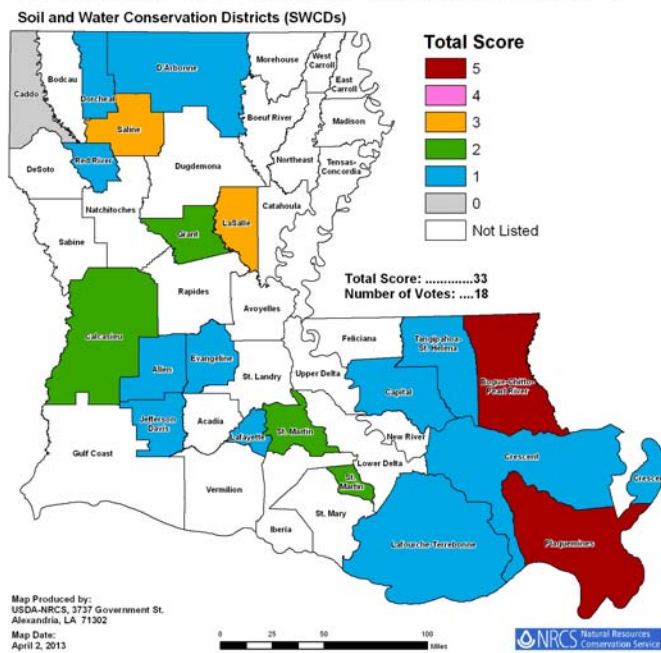 Soil and Water Conservation Districts (SWCDs)
Total Score
5
4
3
2
1
0
Not Listed
Total Score: .............33
Number of Votes: ....18
Caddo
Bodcau
Dorcheat
D'Arbonne
Morehouse
West
Carroll
East
Carroll
Saline
Boeuf River
Madison
Red River
DeSoto
Dugdemona
Northeast
Tensas-
Concordia
Natchitoches
Sabine
Grant
LaSalle
Catahoula
Rapides
Avoyelles
Calcasieu
Allen
Evangeline
St. Landry
Upper Delta
Feliciana
Tangipahoa-
St. Helena
Bogue-Chitto-
Pearl River
Capital
Jefferson
Davis
Acadia
Lafayette
St. Martin
New River
Gulf Coast
Vermilion
Iberia
St. Mary
St.
Martin
Lower Delta
Crescent
Crescent
Lafourche-Terrebonne
Plaquemines
Map Produced by:
USDA-NRCS, 3737 Government St.
Alexandria, LA 71302
Map Date:
April 2, 2013
0
50
100
Miles
NRCS Natural Resources
Conservation Service